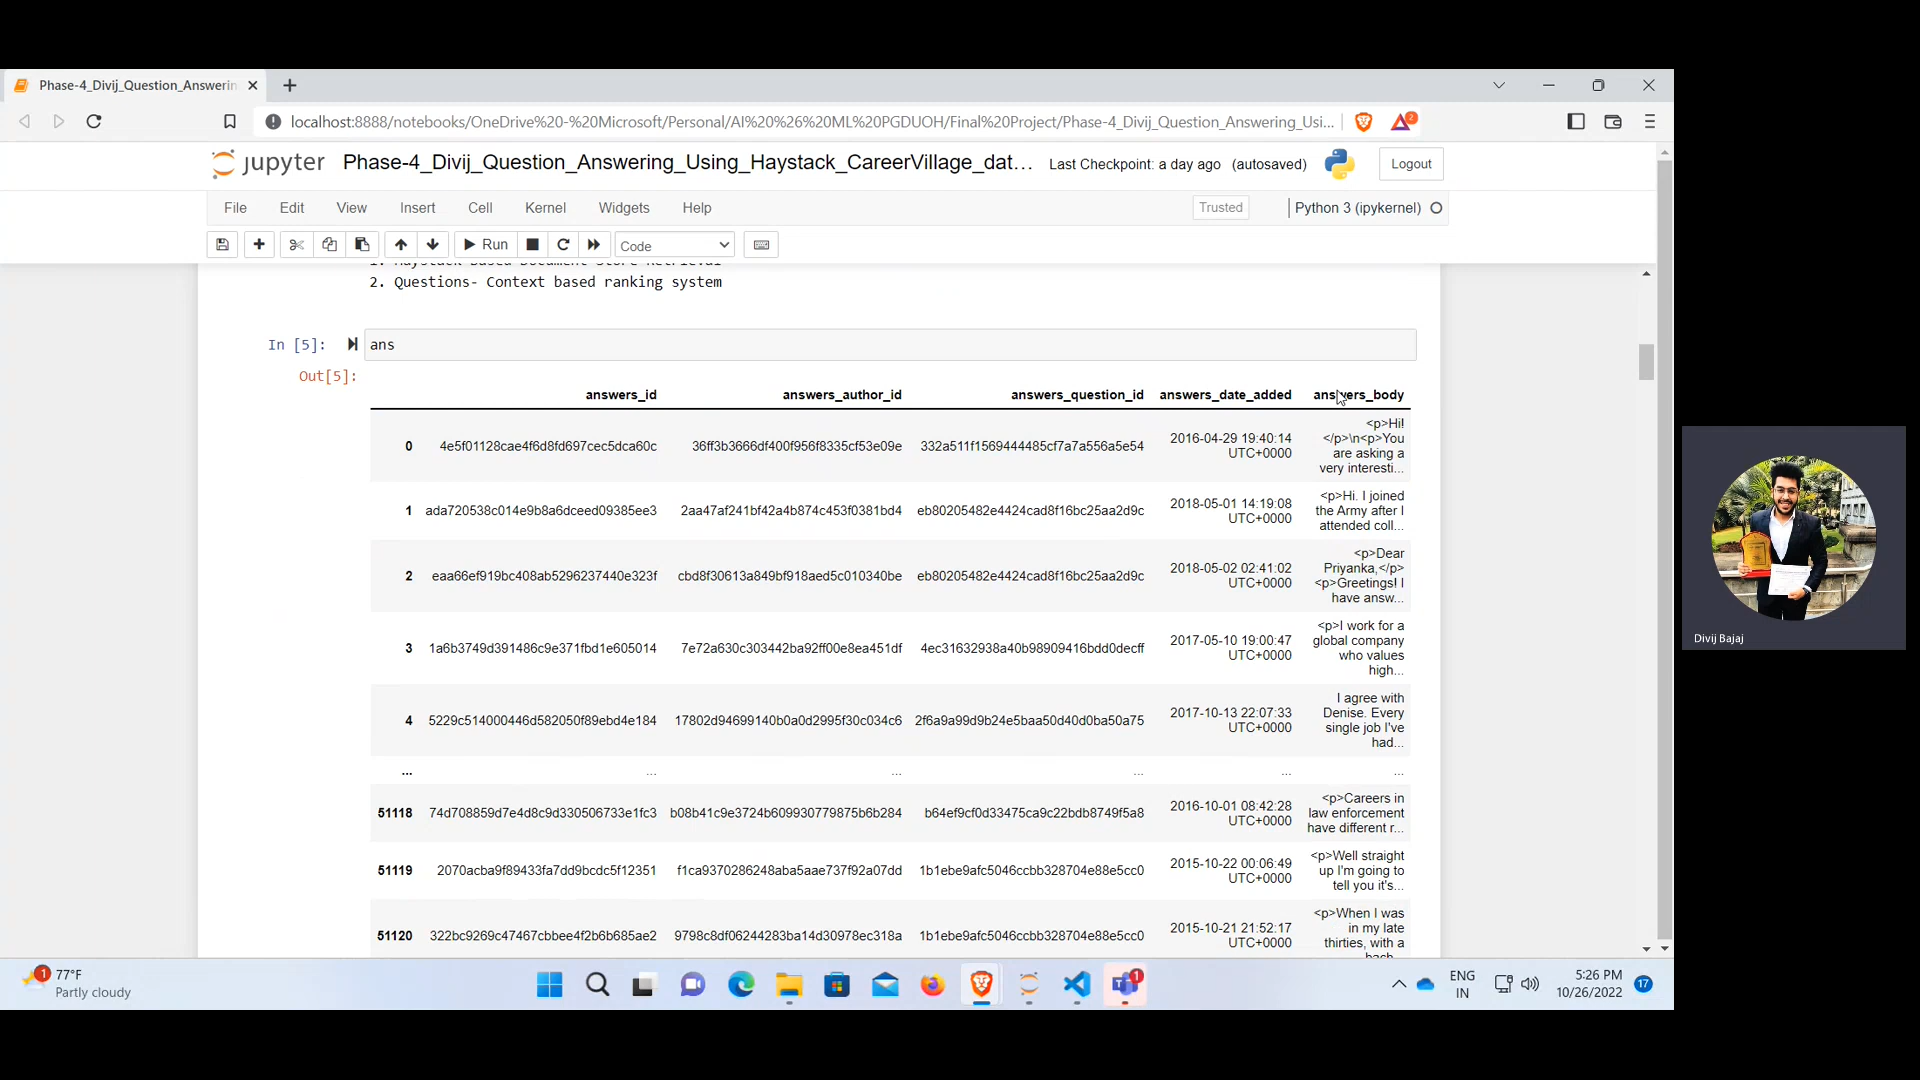 Phase-4_Divij_Question_Answerin
localhost:8888/notebooks/OneDrive%20-%20Microsoft/Personal/AI%20%26%20ML%20PGDUOH/Final%20Project/Phase-4_Divij_Question_Answering_Usi...
2
jupyter Phase-4_Divij_Question_Answering_Using_Haystack_CareerVillage_dat... Last Checkpoint: a day ago (autosaved) Logout
File Edit View Insert Cell Kernel Widgets Help Trusted Python 3 (ipykernel)
Run Code
1. Haystack Based Document Store Retrieval
2. Questions- Context based ranking system
In [5]: ans
Out[5]:
answers_id answers_author_id answers_question_id answers_date_added answers_body
0 4e5f01128cae4f6d8fd697cec5dca60c 36ff3b3666df400f956f8335cf53e09e 332a511f1569444485cf7a7a556a5e54 2016-04-29 19:40:14 UTC+0000 <p>Hi! </p>\n<p>You are asking a very interesti...
1 ada720538c014e9b8a6dceed09385ee3 2aa47af241bf42a4b874c453f0381bd4 eb80205482e4424cad8f16bc25aa2d9c 2018-05-01 14:19:08 UTC+0000 <p>Hi. I joined the Army after I attended coll...
2 eaa66ef919bc408ab5296237440e323f cbd8f30613a849bf918aed5c010340be eb80205482e4424cad8f16bc25aa2d9c 2018-05-02 02:41:02 UTC+0000 <p>Dear Priyanka,</p> <p>Greetings! I have answ...
3 1a6b3749d391486c9e371fbd1e605014 7e72a630c303442ba92ff00e8ea451df 4ec31632938a40b98909416bdd0decff 2017-05-10 19:00:47 UTC+0000 <p>I work for a global company who values high...
4 5229c514000446d582050f89ebd4e184 17802d94699140b0a0d2995f30c034c6 2f6a9a99d9b24e5baa50d40d0ba50a75 2017-10-13 22:07:33 UTC+0000 I agree with Denise. Every single job I've had...
... ... ... ... ... ...
51118 74d708859d7e4d8c9d330506733e1fc3 b08b41c9e3724b609930779875b6b284 b64ef9cf0d33475ca9c22bdb8749f5a8 2016-10-01 08:42:28 UTC+0000 <p>Careers in law enforcement have different r...
51119 2070acba9f89433fa7dd9bcdc5f12351 f1ca9370286248aba5aae737f92a07dd 1b1ebe9afc5046ccbb328704e88e5cc0 2015-10-22 00:06:49 UTC+0000 <p>Well straight up I'm going to tell you it's...
51120 322bc9269c47467cbbee4f2b6b685ae2 9798c8df06244283ba14d30978ec318a 1b1ebe9afc5046ccbb328704e88e5cc0 2015-10-21 21:52:17 UTC+0000 <p>When I was in my late thirties, with a bach...
Divij Bajaj
1 77°F
Partly cloudy
1
ENG
IN
5:26 PM
10/26/2022
17